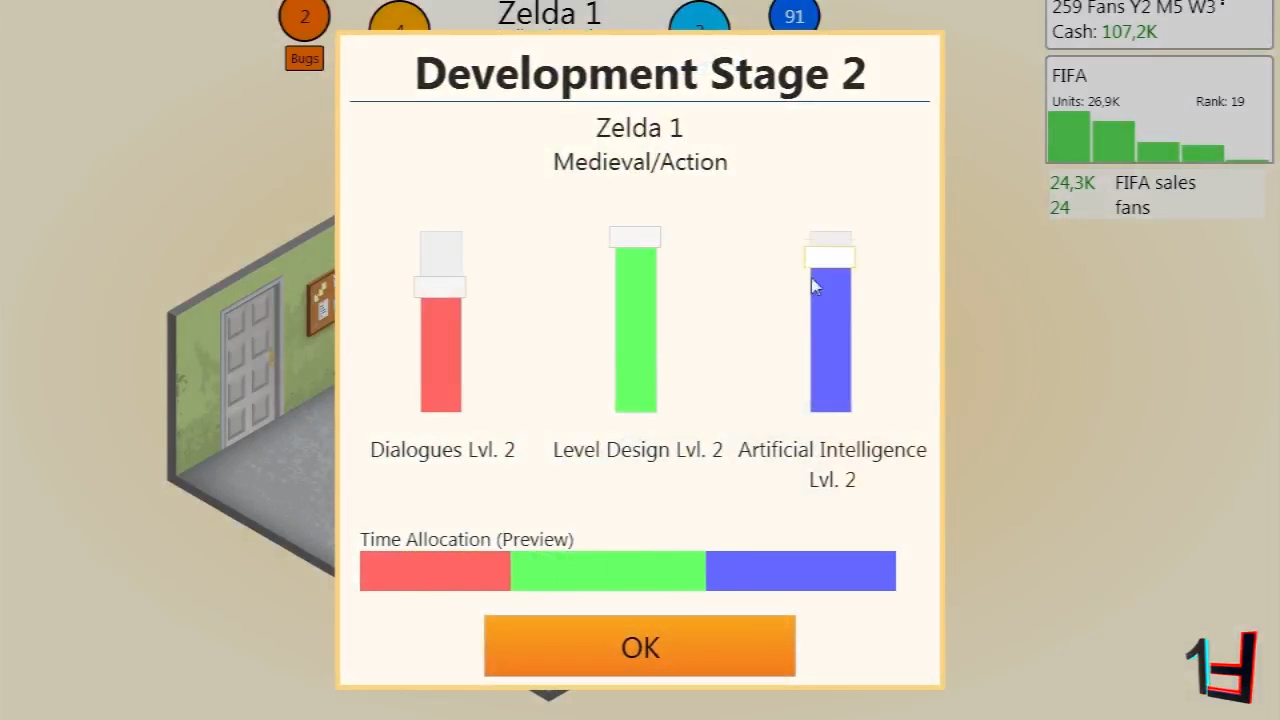 2
Zelda 1
91
259 Fans Y2 M5 W3
Cash: 107,2K
Bugs
Development Stage 2
Zelda 1
Medieval/Action
FIFA
Units: 26,9K
Rank: 19
24,3K FIFA sales
24 fans
Dialogues Lvl. 2
Level Design Lvl. 2
Artificial Intelligence
Lvl. 2
Time Allocation (Preview)
OK